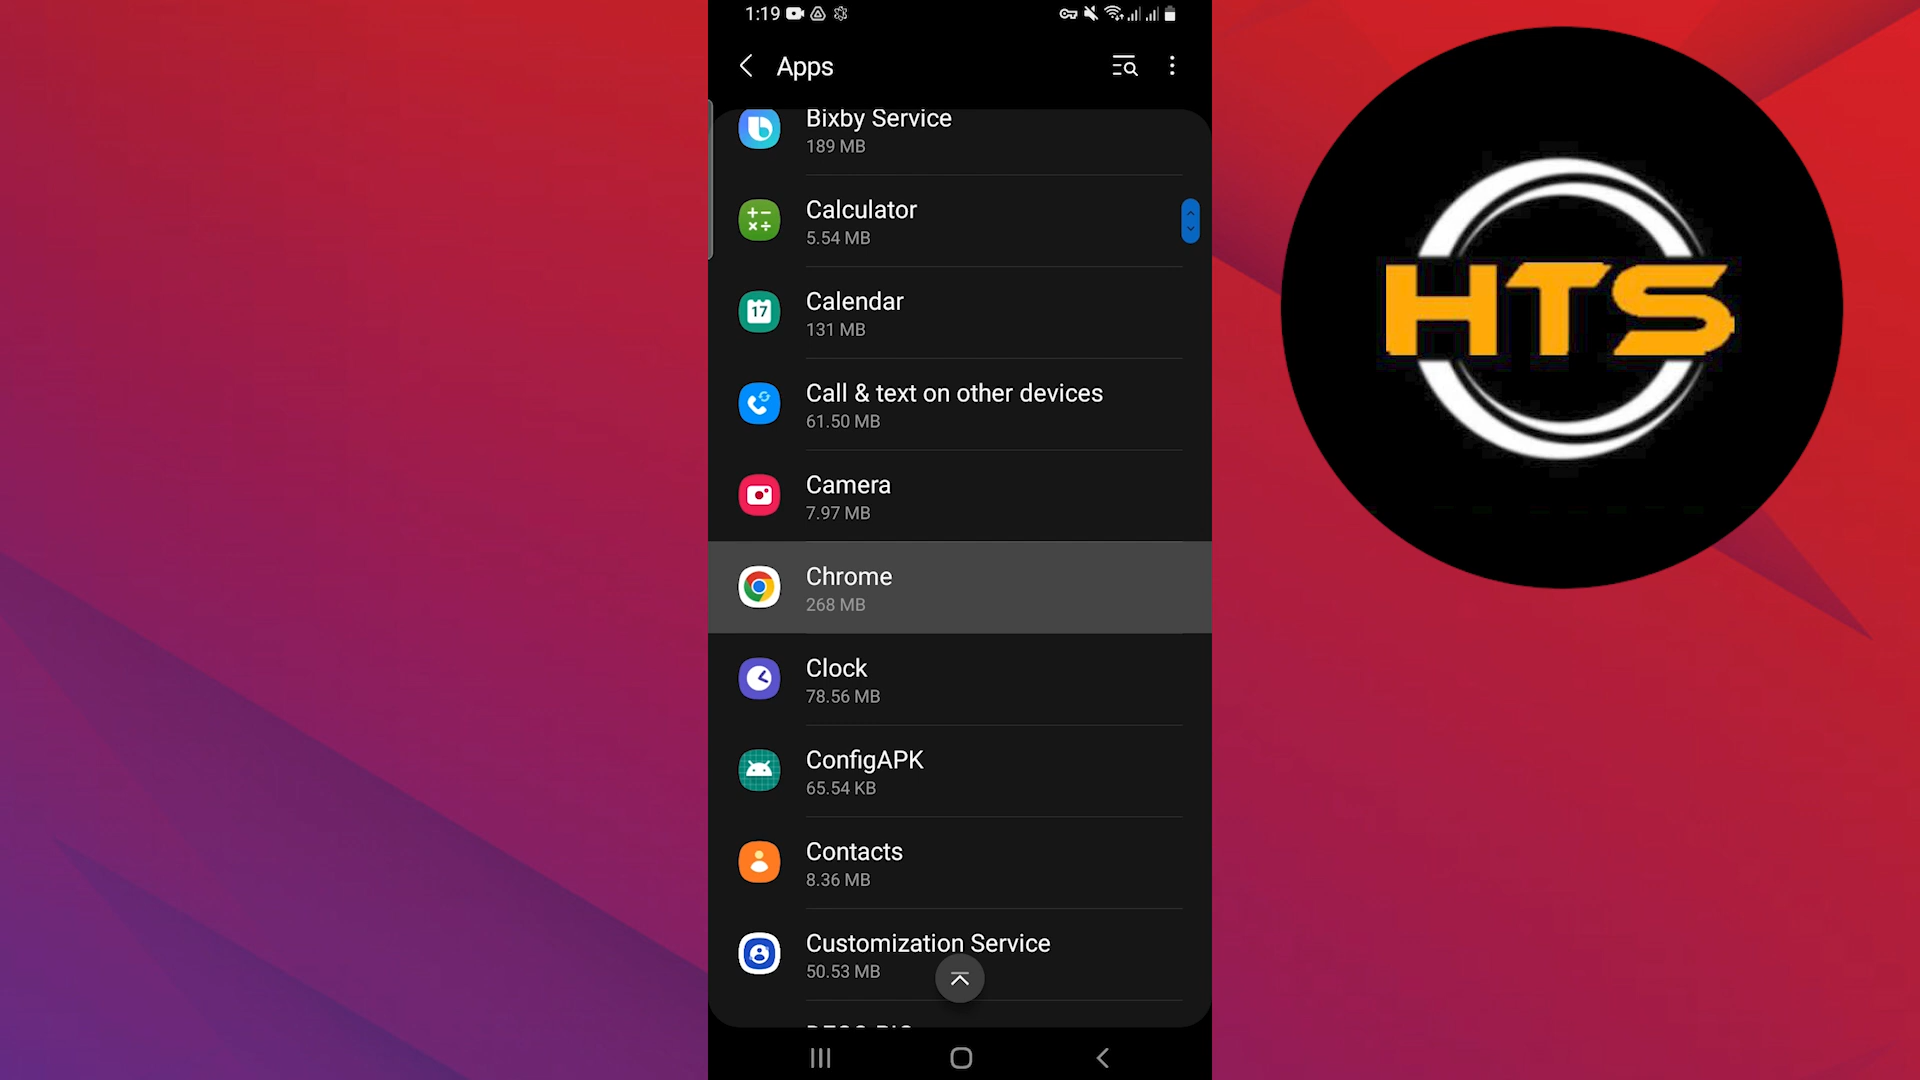 1:19
Apps
Bixby Service
189 MB
Calculator
5.54 MB
17
Calendar
131 MB
Call & text on other devices
61.50 MB
Camera
7.97 MB
Chrome
268 MB
Clock
78.56 MB
ConfigAPK
65.54 KB
Contacts
8.36 MB
Customization Service
50.53 MB
HTS